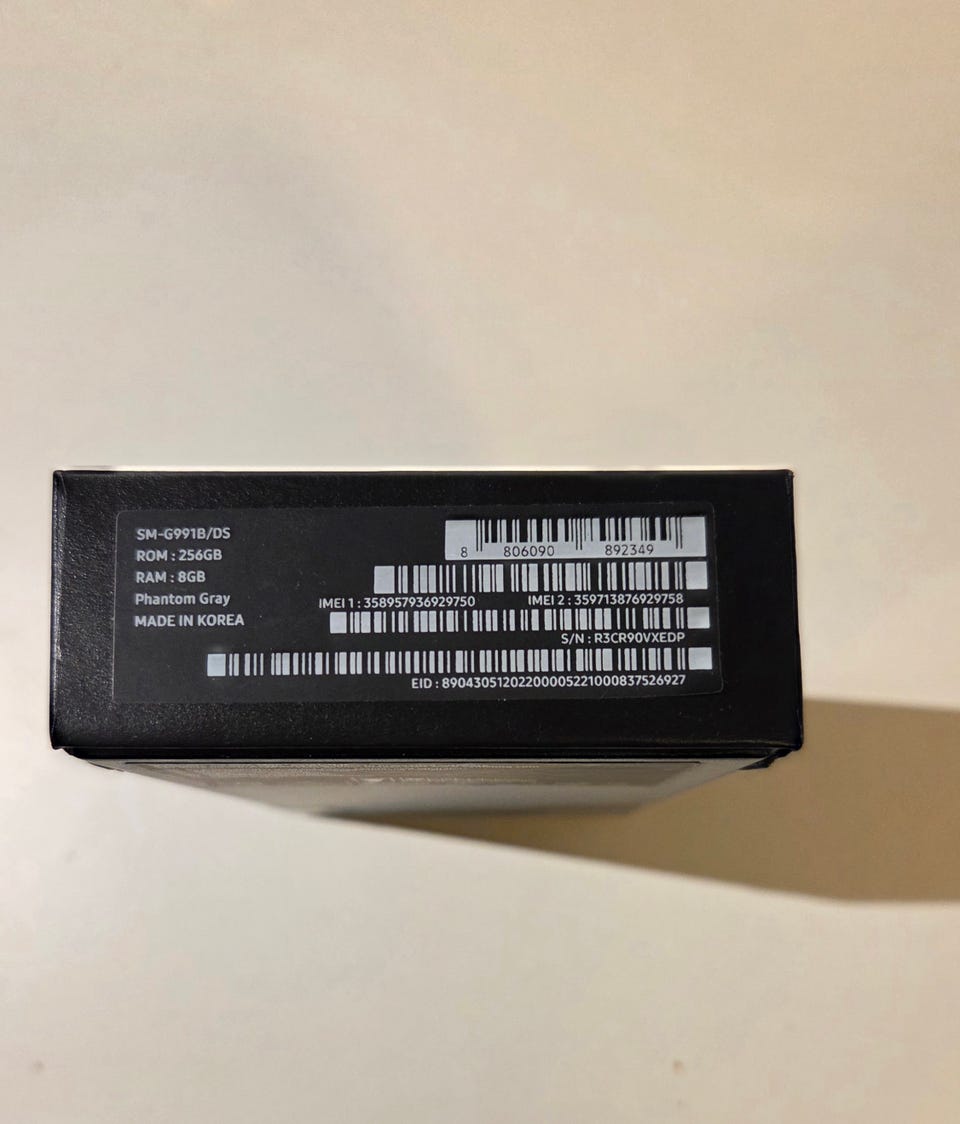 SM-G991B/DS
ROM : 256GB
RAM : 8GB
Phantom Gray
MADE IN KOREA
8 806090 892349
IMEI 1 : 358957936929750 IMEI 2 : 359713876929758
S/N : R3CR90VXEDP
EID : 89043051202200005221000837526927